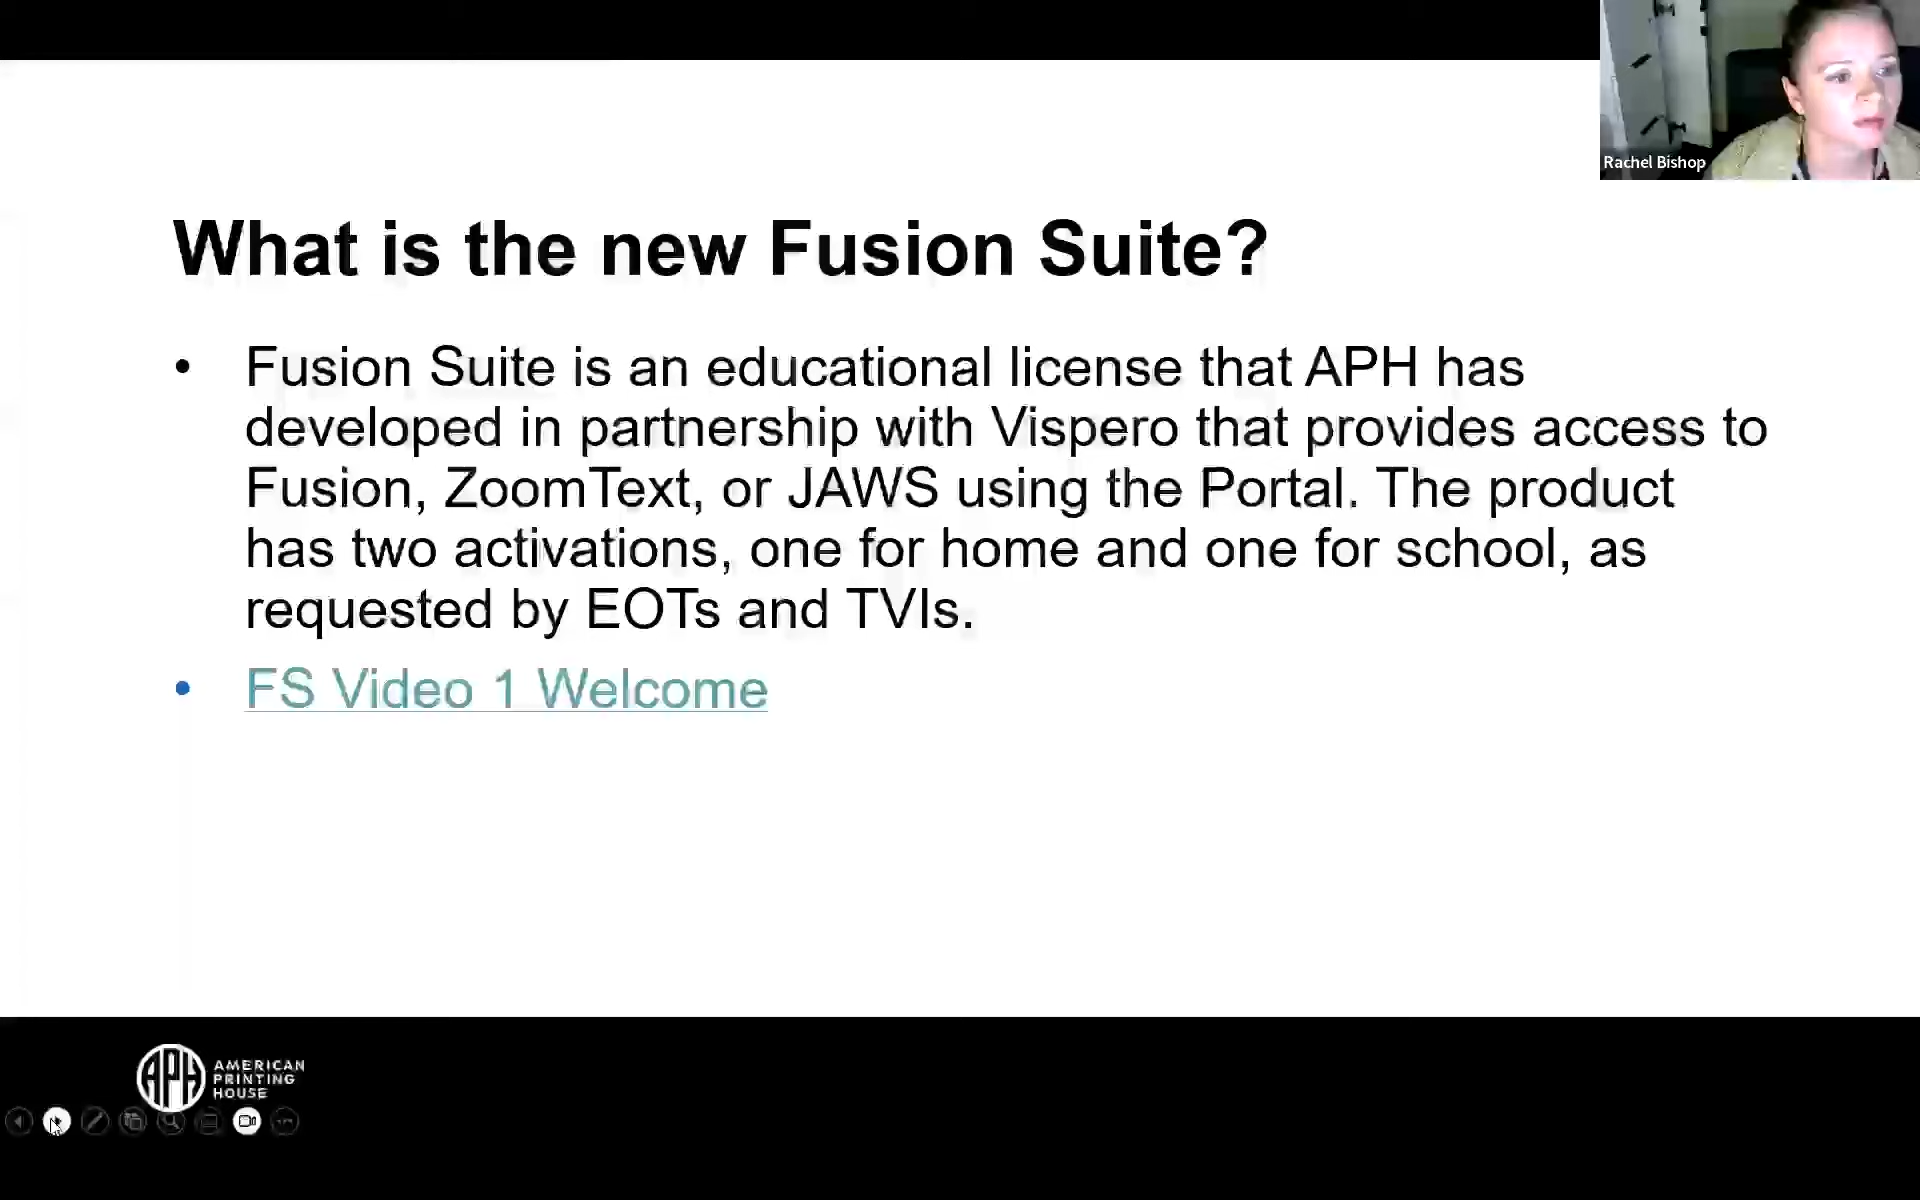 Rachel Bishop
What is the new Fusion Suite?
• Fusion Suite is an educational license that APH has
developed in partnership with Vispero that provides access to
Fusion, ZoomText, or JAWS using the Portal. The product
has two activations, one for home and one for school, as
requested by EOTs and TVIs.
• FS Video 1 Welcome
APH
AMERICAN
PRINTING
HOUSE